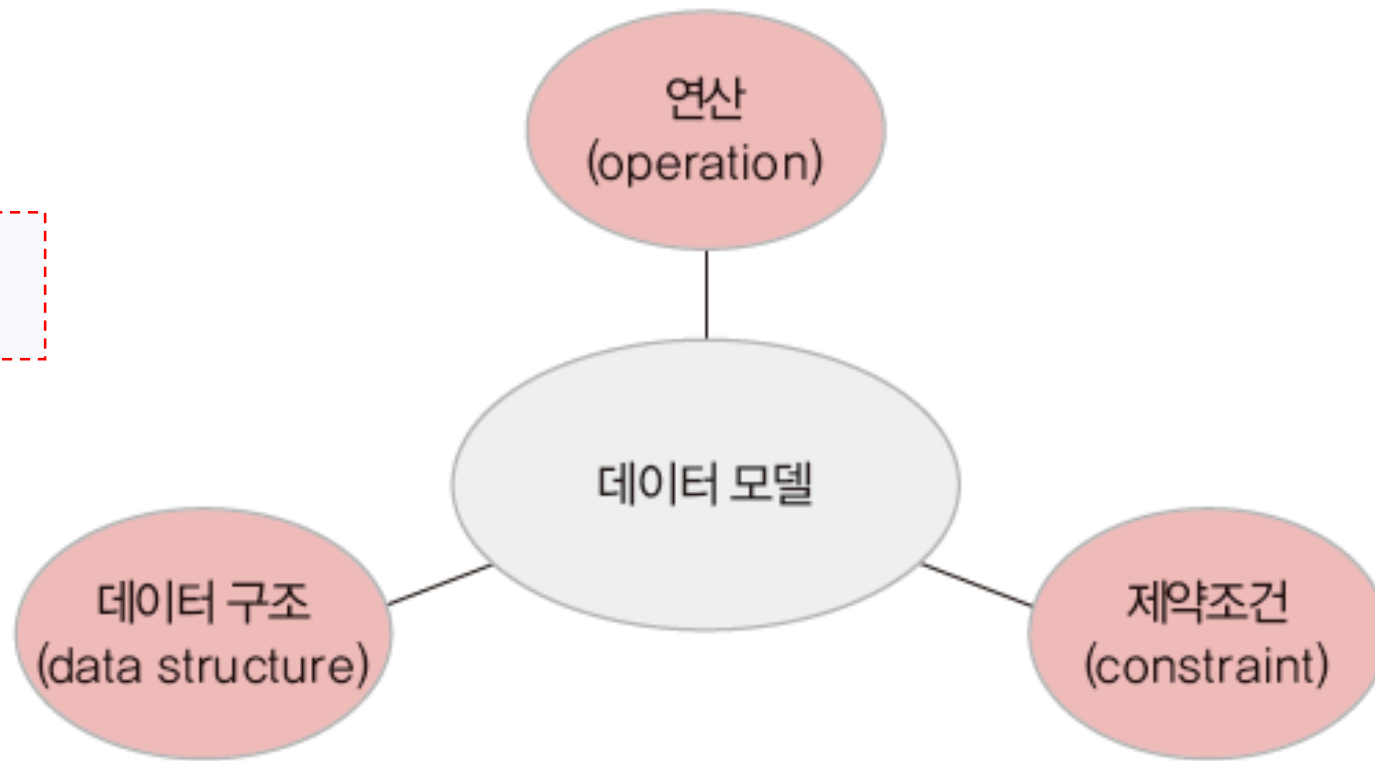 연산
(operation)
데이터 모델
데이터 구조
(data structure)
제약조건
(constraint)